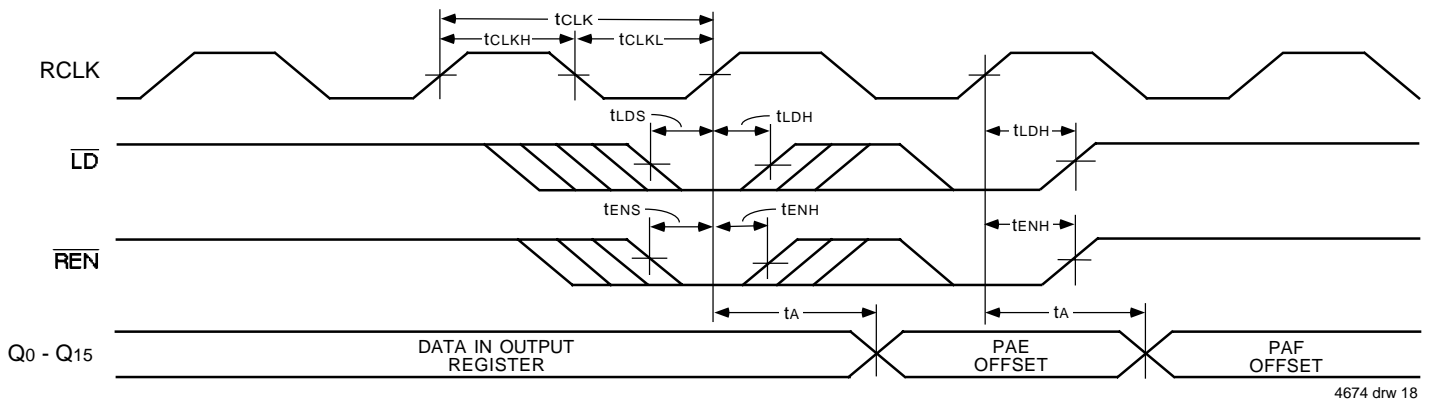 tCLK
tCLKH
tCLKL
RCLK
tLDS
tLDH
tLDH
LD
tENS
tENH
tENH
REN
tA
tA
Q0 - Q15
DATA IN OUTPUT
REGISTER
PAE
OFFSET
PAF
OFFSET
4674 drw 18